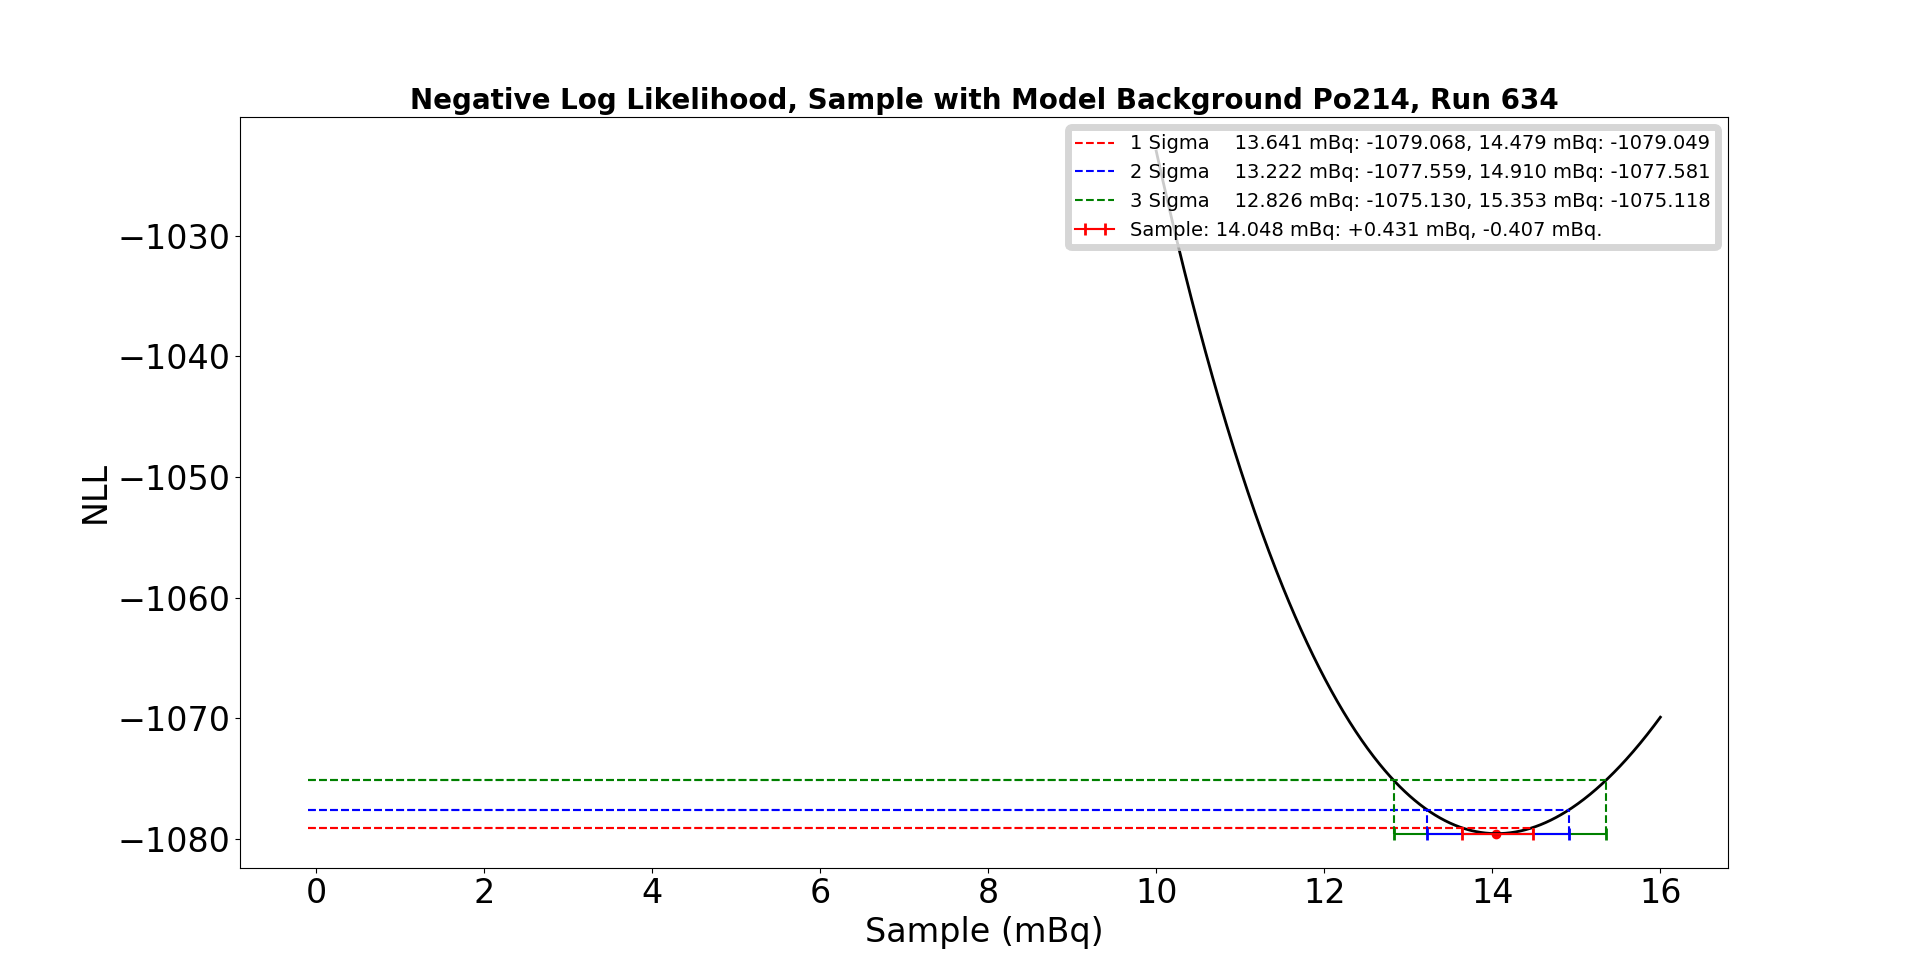 Negative Log Likelihood, Sample with Model Background Po214, Run 634
1 Sigma    13.641 mBq: -1079.068, 14.479 mBq: -1079.049
2 Sigma    13.222 mBq: -1077.559, 14.910 mBq: -1077.581
3 Sigma    12.826 mBq: -1075.130, 15.353 mBq: -1075.118
Sample: 14.048 mBq: +0.431 mBq, -0.407 mBq.
NLL
−1030
−1040
−1050
−1060
−1070
−1080
0 2 4 6 8 10 12 14 16
Sample (mBq)